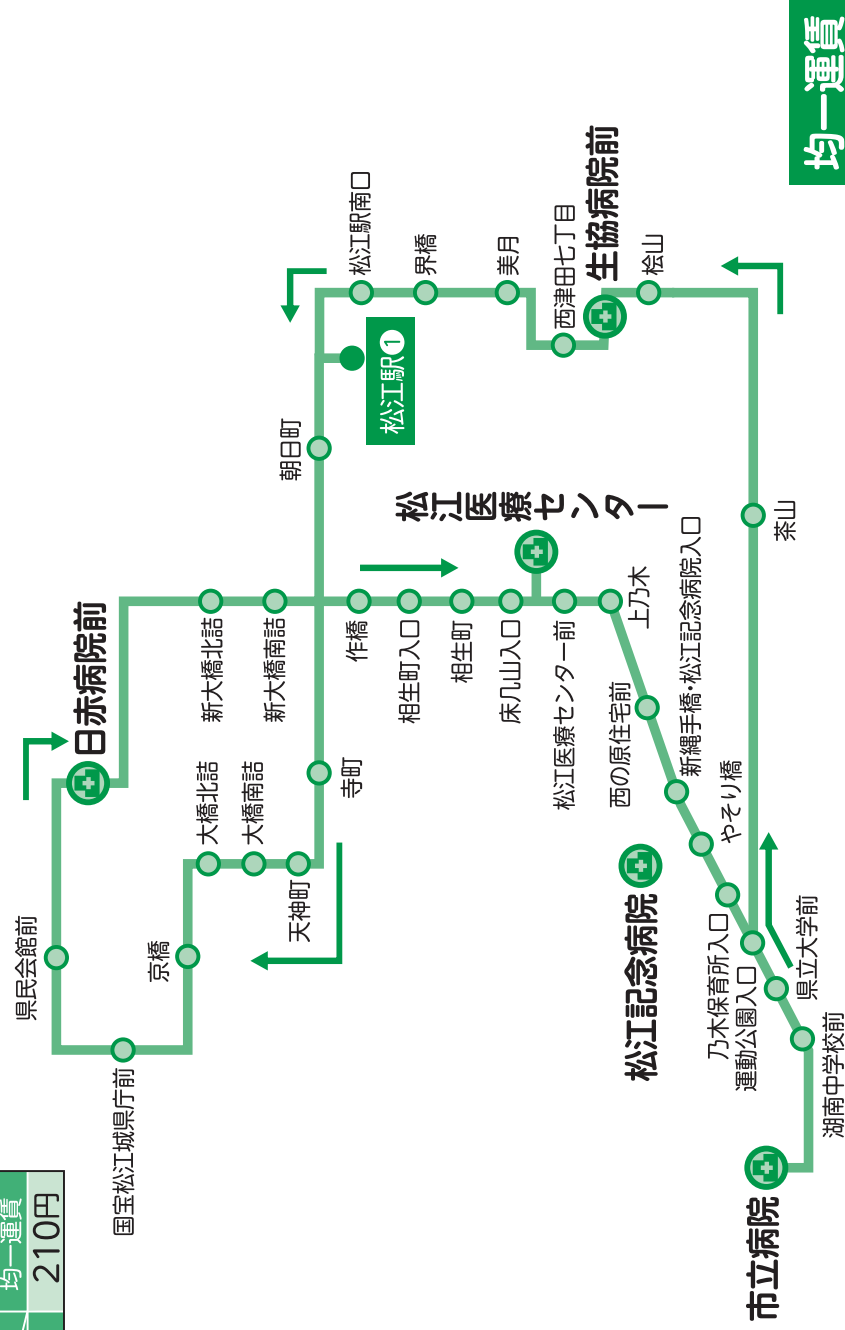 均一運賃
均一運賃
210円
国宝松江城県庁前
県民会館前
日赤病院前
京橋
大橋北詰
大橋南詰
天神町
寺町
新大橋北詰
新大橋南詰
朝日町
松江駅1
松江駅南口
界橋
美月
西津田七丁目
生協病院前
桧山
茶山
作橋
相生町入口
相生町
床几山入口
松江医療センター
松江医療センター前
上乃木
西の原住宅前
新縄手橋・松江記念病院入口
松江記念病院
やそり橋
乃木保育所入口
運動公園入口
県立大学前
湖南中学校前
市立病院